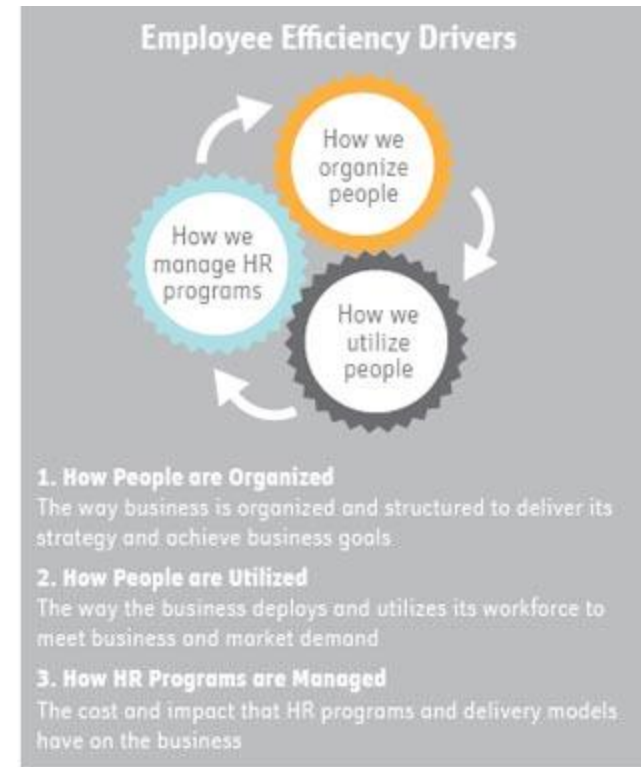 Employee Efficiency Drivers
How we
organize
people
How we
manage HR
programs
How we
utilize
people
1. How People are Organized
The way business is organized and structured to deliver its
strategy and achieve business goals
2. How People are Utilized
The way the business deploys and utilizes its workforce to
meet business and market demand
3. How HR Programs are Managed
The cost and impact that HR programs and delivery models
have on the business